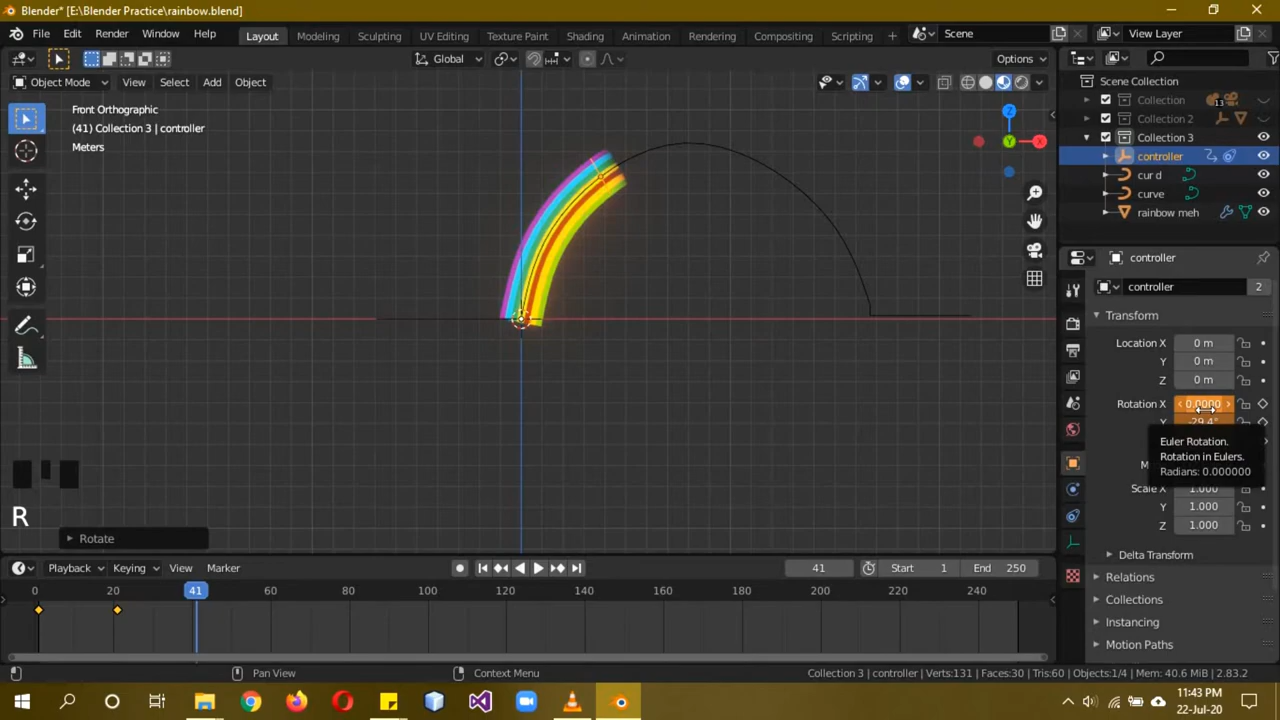 Blender* [E:\Blender Practice\rainbow.blend]
File Edit Render Window Help Layout Modeling Sculpting UV Editing Texture Paint Shading Animation Rendering Compositing Scripting + Scene View Layer
Global Options
Object Mode View Select Add Object
Front Orthographic
(41) Collection 3 | controller
Meters
Z
Y
X
Scene Collection
Collection 13
Collection 2
Collection 3
controller
cur d
curve
rainbow meh
controller
controller 2
Transform
Location X 0 m
Y 0 m
Z 0 m
Rotation X 0.0000
Y -29.4°
Euler Rotation.
Rotation in Eulers.
Radians: 0.000000
M
Scale X 1.000
Y 1.000
Z 1.000
Delta Transform
Relations
Collections
Instancing
Motion Paths
R
Rotate
Playback Keying View Marker 41 Start 1 End 250
0 41 60 80 100 120 140 160 180 200 220 240
Pan View Context Menu Collection 3 | controller | Verts:131 | Faces:30 | Tris:60 | Objects:1/4 | Mem: 40.6 MiB | 2.83.2
11:43 PM
22-Jul-20